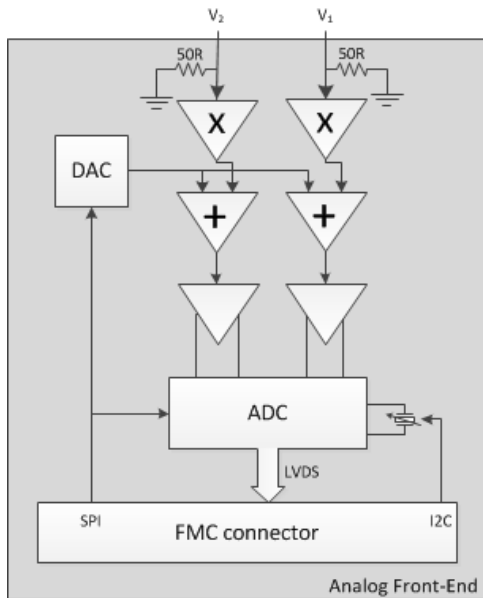 V₂ V₁
50R 50R
X X
DAC
+ +
ADC
LVDS
SPI I2C
FMC connector
Analog Front-End